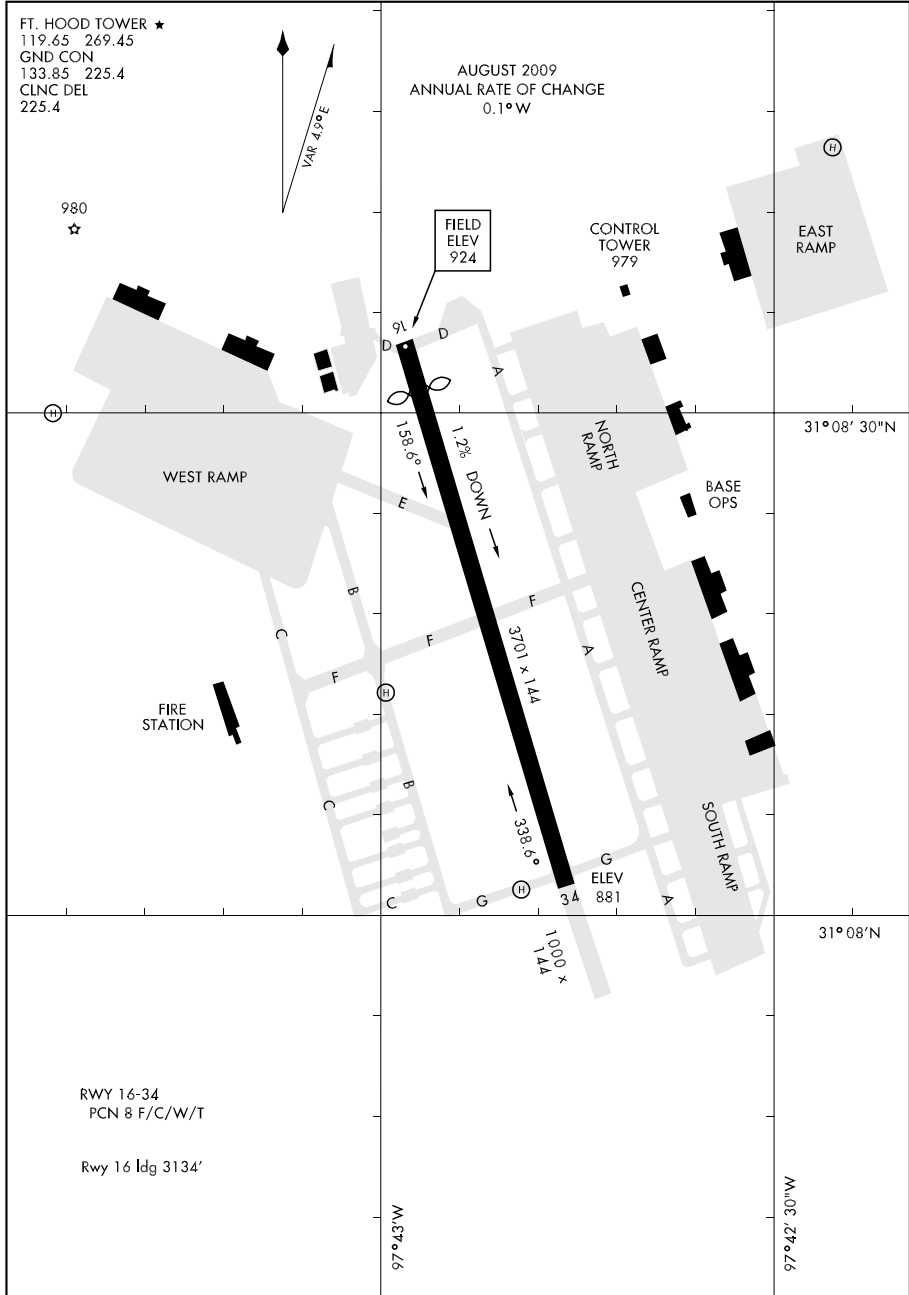 FT. HOOD TOWER ★
119.65 269.45
GND CON
133.85 225.4
CLNC DEL
225.4
VAR 4.9° E
AUGUST 2009
ANNUAL RATE OF CHANGE
0.1° W
980
FIELD
ELEV
924
CONTROL
TOWER
979
H
EAST
RAMP
16
D
D
A
H
31° 08' 30"N
WEST RAMP
158.6°
1.2% DOWN
NORTH
RAMP
BASE
OPS
E
B
C
F
F
F
A
CENTER RAMP
3701 x 144
H
FIRE
STATION
C
B
338.6°
SOUTH RAMP
G
ELEV
881
34
H
G
C
A
31° 08'N
1000 x
144
RWY 16-34
PCN 8 F/C/W/T
Rwy 16 ldg 3134'
97° 43'W
97° 42' 30"W